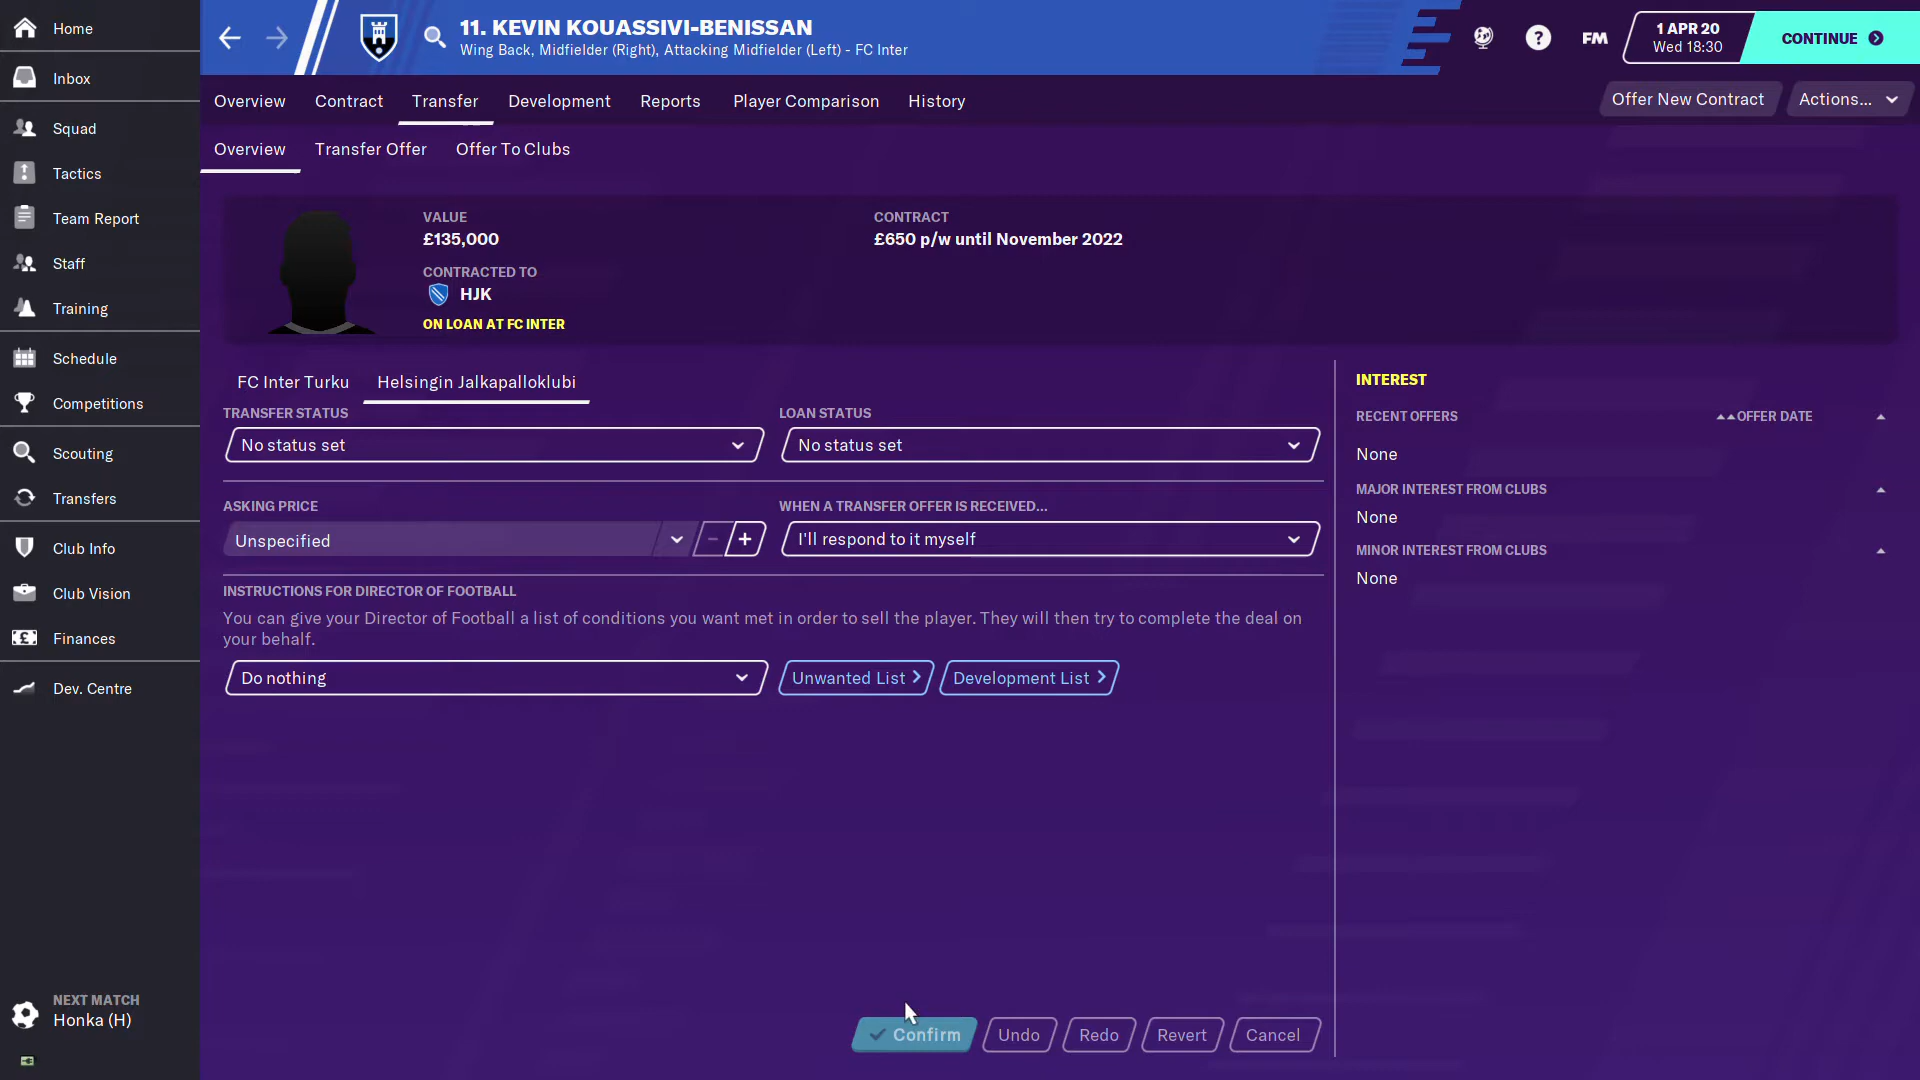 Home
Inbox
Squad
Tactics
Team Report
Staff
Training
Schedule
Competitions
Scouting
Transfers
Club Info
Club Vision
Finances
Dev. Centre
NEXT MATCH
Honka (H)
11. KEVIN KOUASSIVI-BENISSAN
Wing Back, Midfielder (Right), Attacking Midfielder (Left) - FC Inter
?
FM
1 APR 20
Wed 18:30
CONTINUE
Overview Contract Transfer Development Reports Player Comparison History
Offer New Contract
Actions...
Overview Transfer Offer Offer To Clubs
VALUE
£135,000
CONTRACTED TO
HJK
ON LOAN AT FC INTER
CONTRACT
£650 p/w until November 2022
FC Inter Turku Helsingin Jalkapalloklubi
TRANSFER STATUS
No status set
LOAN STATUS
No status set
ASKING PRICE
Unspecified
WHEN A TRANSFER OFFER IS RECEIVED...
I'll respond to it myself
INSTRUCTIONS FOR DIRECTOR OF FOOTBALL
You can give your Director of Football a list of conditions you want met in order to sell the player. They will then try to complete the deal on
your behalf.
Do nothing
Unwanted List
Development List
INTEREST
RECENT OFFERS OFFER DATE
None
MAJOR INTEREST FROM CLUBS
None
MINOR INTEREST FROM CLUBS
None
Confirm Undo Redo Revert Cancel